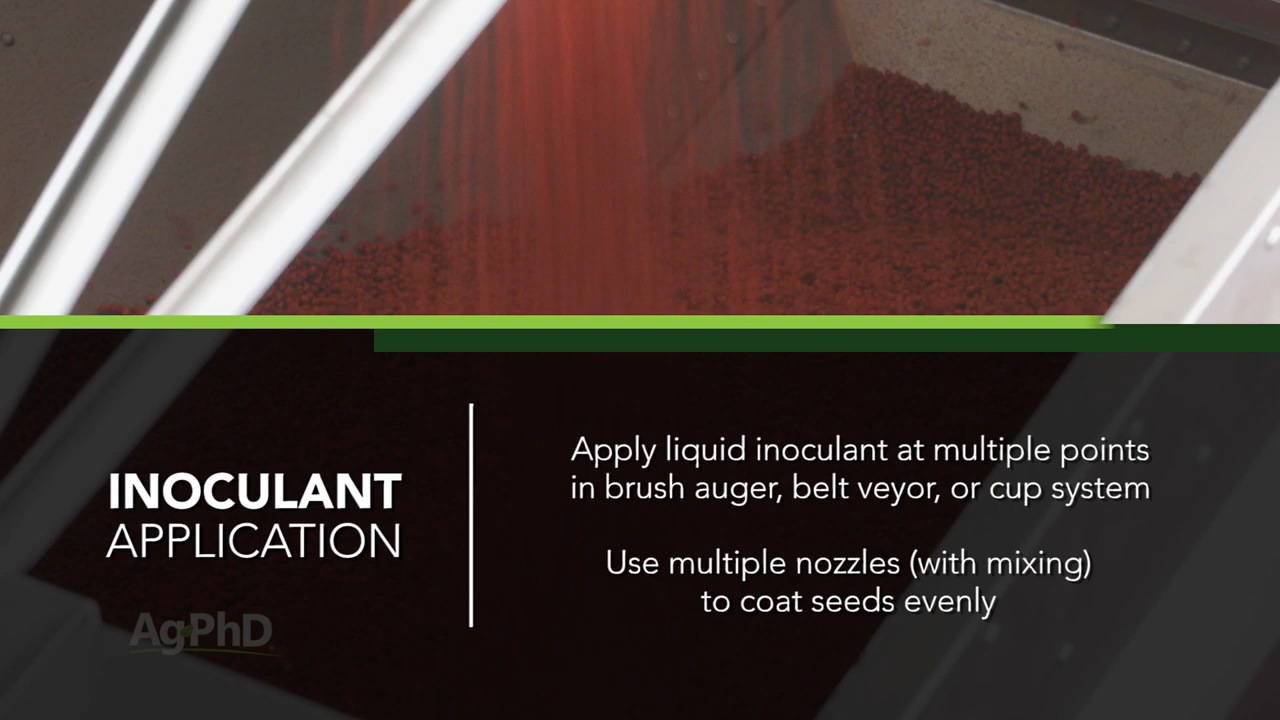 INOCULANT
APPLICATION
Apply liquid inoculant at multiple points
in brush auger, belt veyor, or cup system
Use multiple nozzles (with mixing)
to coat seeds evenly
AgPhD